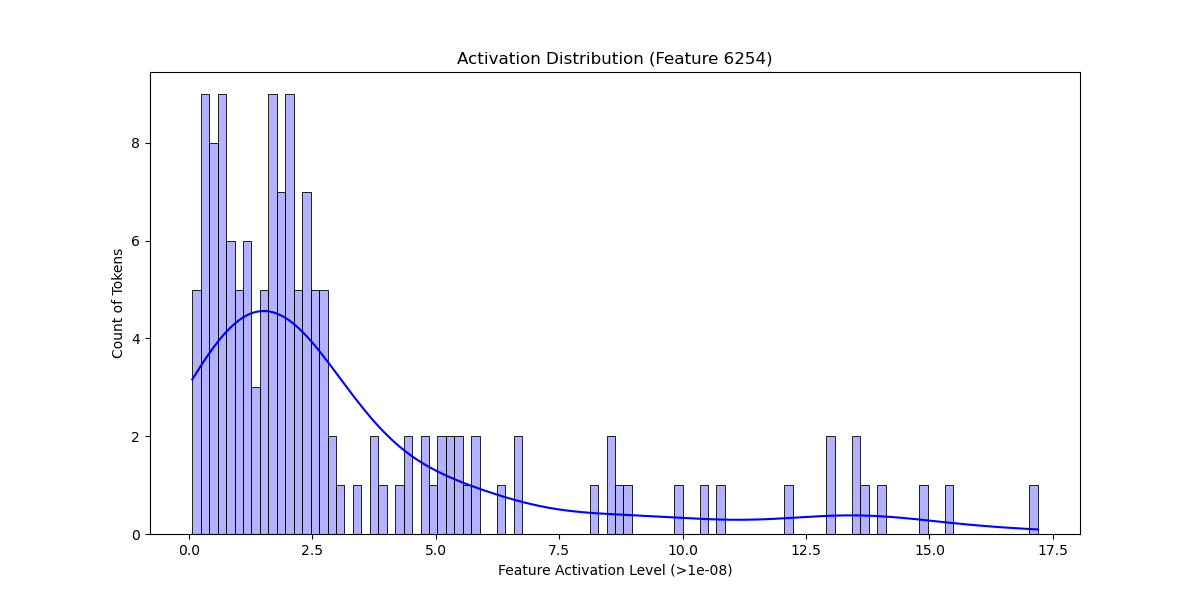 Activation Distribution (Feature 6254)
Count of Tokens
8
6
4
2
0
0.0 2.5 5.0 7.5 10.0 12.5 15.0 17.5
Feature Activation Level (>1e-08)